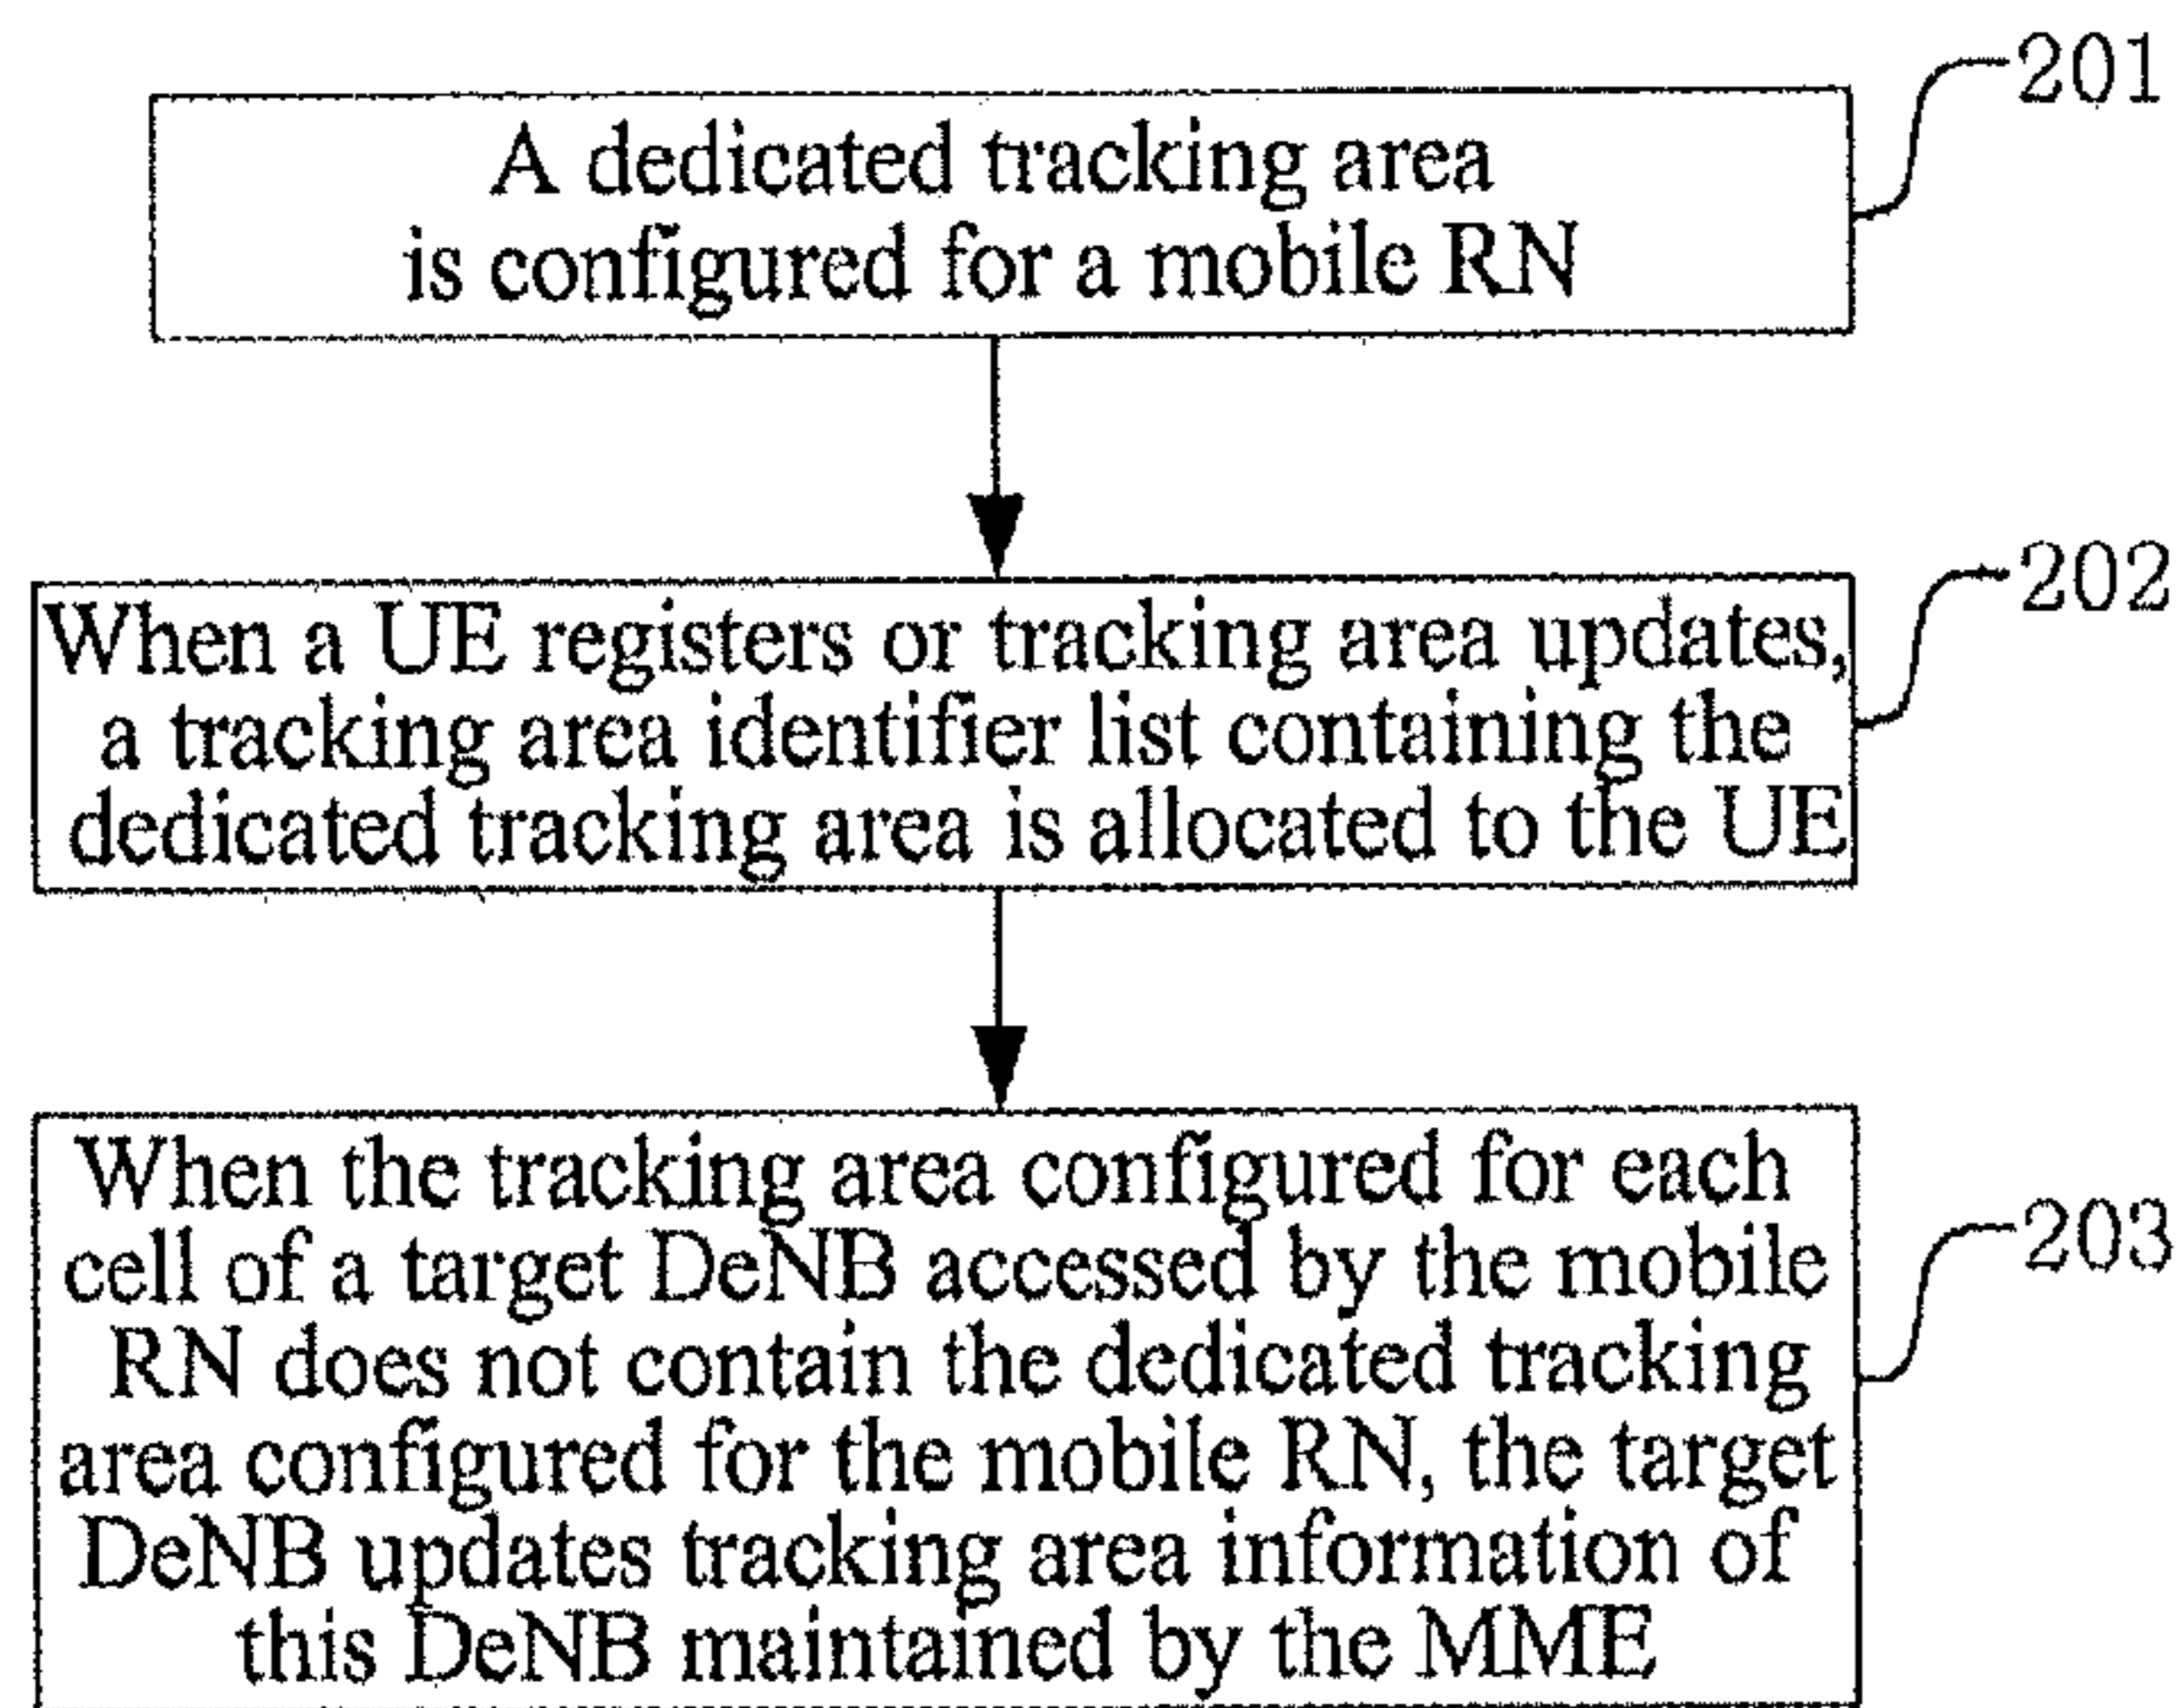 201
A dedicated tracking area
is configured for a mobile RN
202
When a UE registers or tracking area updates,
a tracking area identifier list containing the
dedicated tracking area is allocated to the UE
203
When the tracking area configured for each
cell of a target DeNB accessed by the mobile
RN does not contain the dedicated tracking
area configured for the mobile RN, the target
DeNB updates tracking area information of
this DeNB maintained by the MME